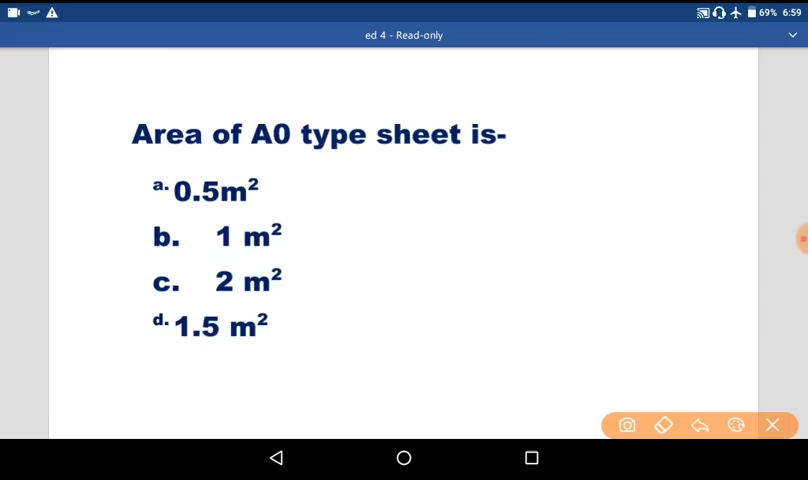 69% 6:59
ed 4 - Read-only
Area of A0 type sheet is-
a. 0.5m²
b. 1 m²
c. 2 m²
d. 1.5 m²